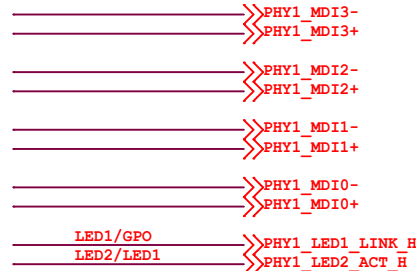 PHY1_MDI3-
PHY1_MDI3+
PHY1_MDI2-
PHY1_MDI2+
PHY1_MDI1-
PHY1_MDI1+
PHY1_MDI0-
PHY1_MDI0+
LED1/GPO PHY1_LED1_LINK_H
LED2/LED1 PHY1_LED2_ACT_H